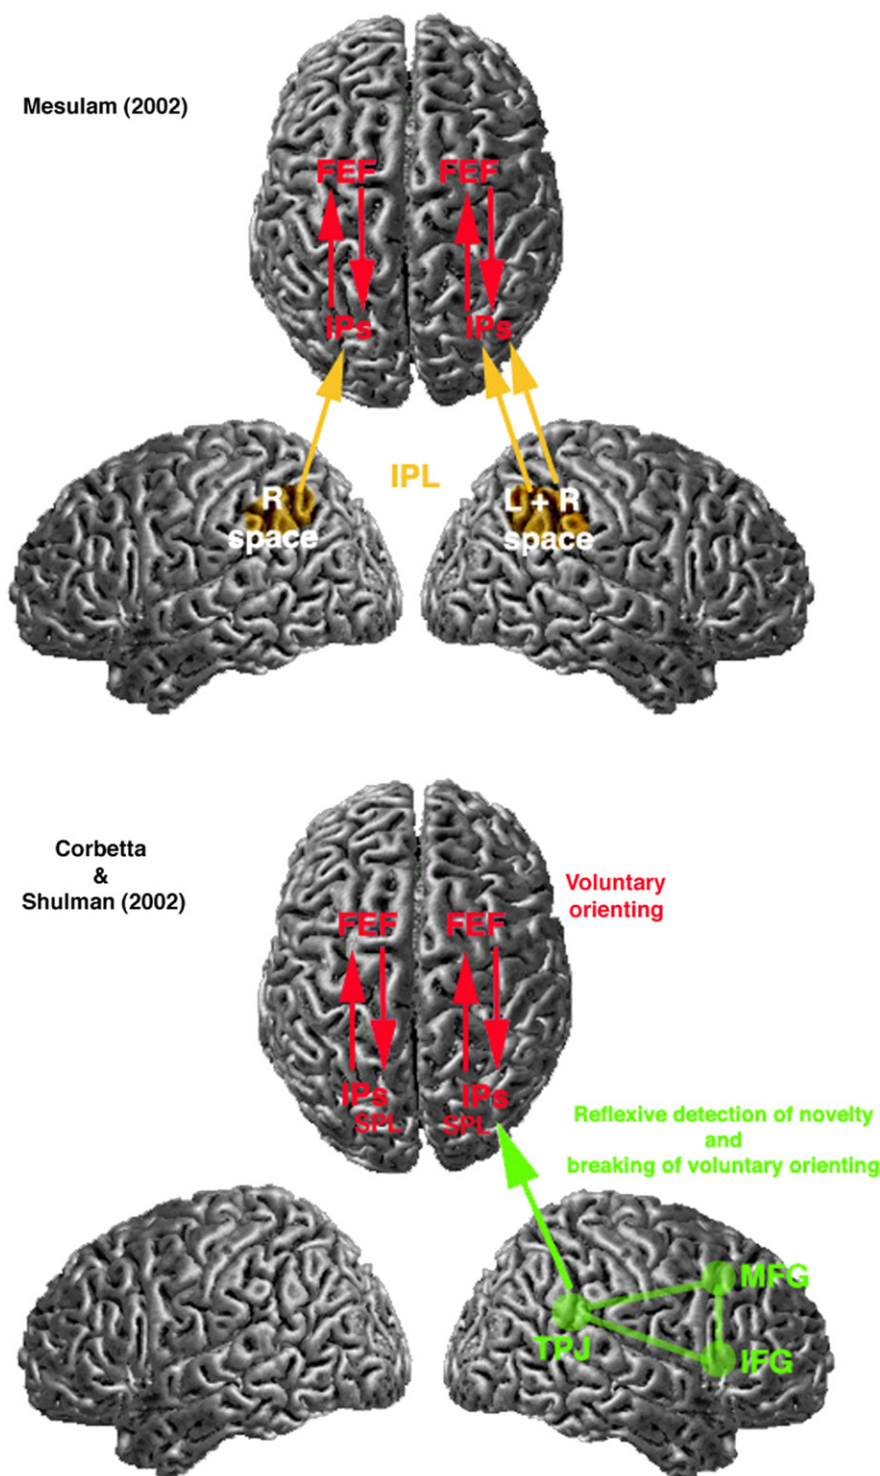 Mesulam (2002)
FEF FEF
IPs IPs
IPL
R
space
L + R
space
Corbetta
&
Shulman (2002)
Voluntary
orienting
FEF FEF
IPs IPs
SPL SPL
Reflexive detection of novelty
and
breaking of voluntary orienting
MFG
TPJ
IFG